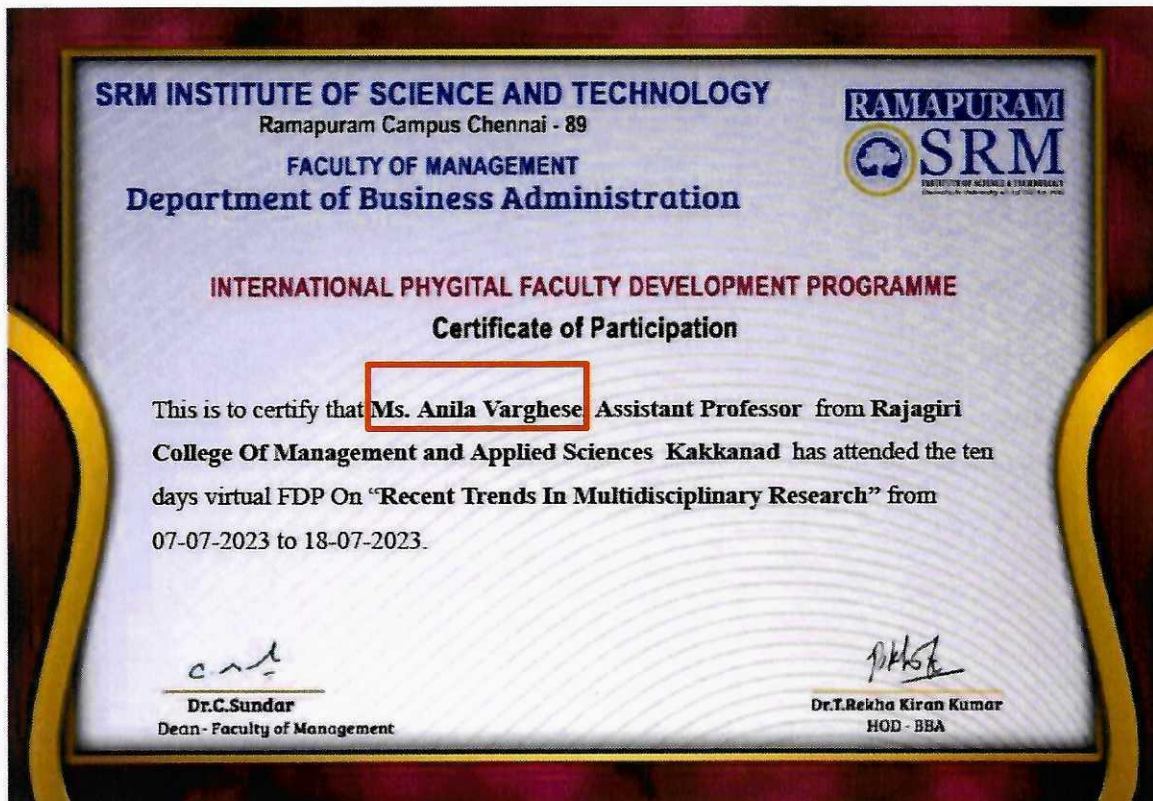 SRM INSTITUTE OF SCIENCE AND TECHNOLOGY
Ramapuram Campus Chennai - 89
FACULTY OF MANAGEMENT
Department of Business Administration
RAMAPURAM
SRM
INTERNATIONAL PHYGITAL FACULTY DEVELOPMENT PROGRAMME
Certificate of Participation
This is to certify that Ms. Anila Varghese, Assistant Professor from Rajagiri
College Of Management and Applied Sciences Kakkanad has attended the ten
days virtual FDP On “Recent Trends In Multidisciplinary Research” from
07-07-2023 to 18-07-2023.
Dr.C.Sundar
Dean- Faculty of Management
Dr.T.Rekha Kiran Kumar
HOD - BBA